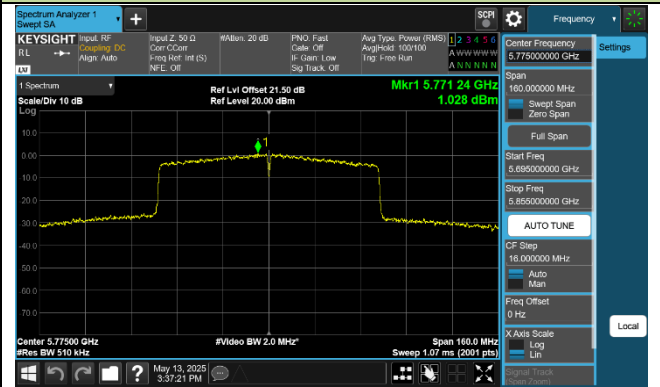 Spectrum Analyzer 1
Swept SA
SCPI
Frequency
KEYSIGHT
RL
LXI
Input: RF
Coupling: DC
Align: Auto
Input Z: 50 Ω
Corr CCorr
Freq Ref: Int (S)
NFE: Off
#Atten: 20 dB
PNO: Fast
Gate: Off
IF Gain: Low
Sig Track: Off
Avg Type: Power (RMS)
Avg|Hold: 100/100
Trig: Free Run
1 2 3 4 5 6
A W W W W W
A N N N N N
1 Spectrum
Scale/Div 10 dB
Log
Ref Lvl Offset 21.50 dB
Ref Level 20.00 dBm
Mkr1 5.771 24 GHz
1.028 dBm
10.0
0.00
-10.0
-20.0
-30.0
-40.0
-50.0
-60.0
-70.0
1
Center 5.77500 GHz
#Res BW 510 kHz
#Video BW 2.0 MHz*
Span 160.0 MHz
Sweep 1.07 ms (2001 pts)
May 13, 2025
3:37:21 PM
Center Frequency
5.775000000 GHz
Settings
Span
160.000000 MHz
Swept Span
Zero Span
Full Span
Start Freq
5.695000000 GHz
Stop Freq
5.855000000 GHz
AUTO TUNE
CF Step
16.000000 MHz
Auto
Man
Freq Offset
0 Hz
X Axis Scale
Log
Lin
Local
Signal Track
(Span Zoom)